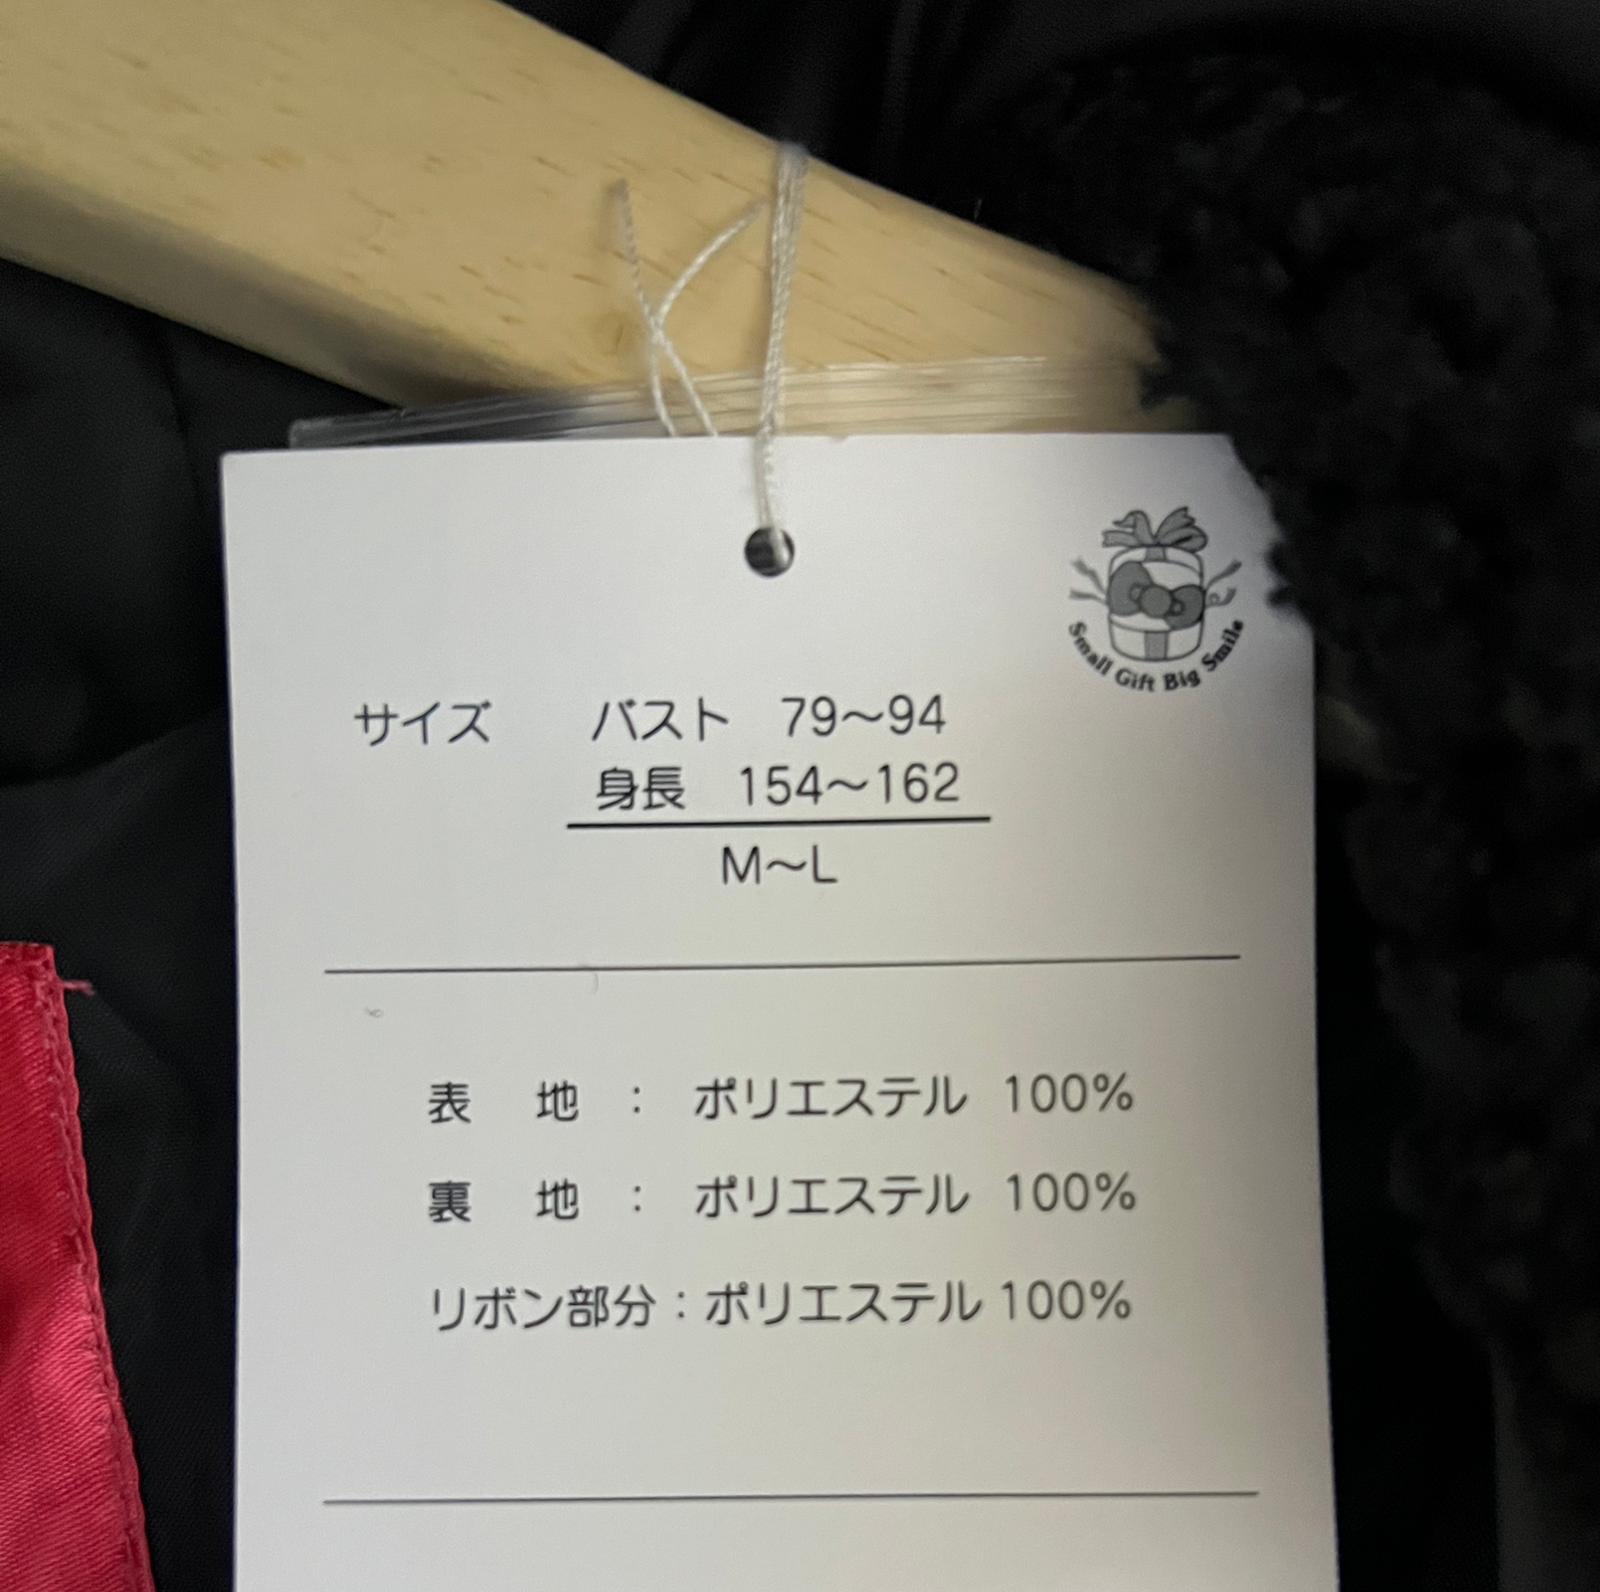 Small Gift Big Smile
サイズ バスト 79〜94
身長 154〜162
M〜L
表地：ポリエステル 100%
裏地：ポリエステル 100%
リボン部分：ポリエステル 100%